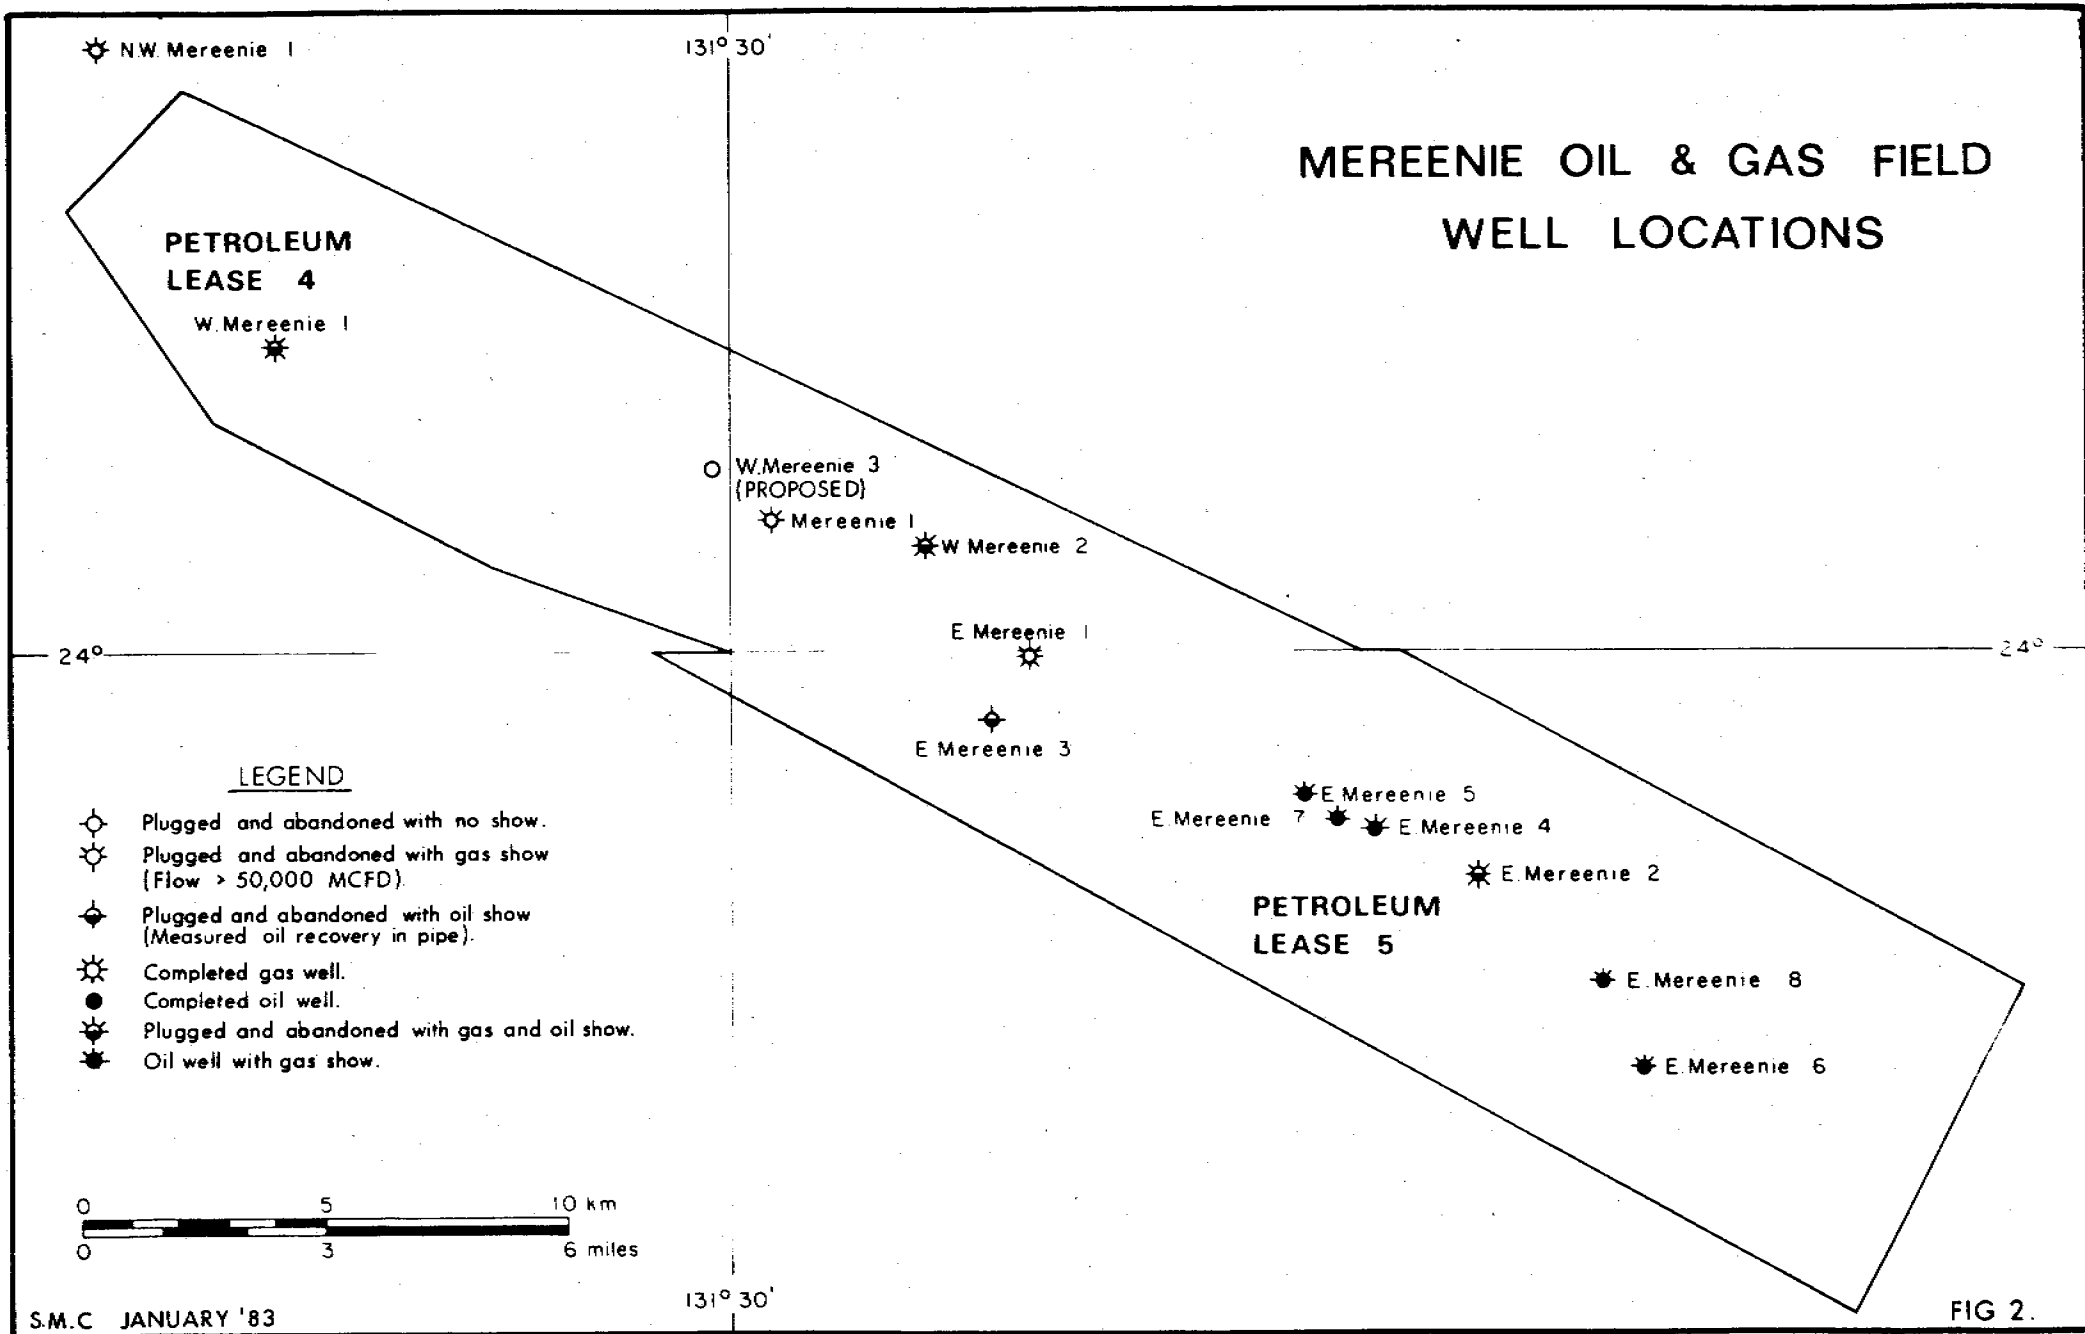 N.W. Mereenie 1
131° 30'
MEREENIE OIL & GAS FIELD
WELL LOCATIONS
PETROLEUM
LEASE 4
W. Mereenie 1
W. Mereenie 3
(PROPOSED)
Mereenie 1
W Mereenie 2
E Mereenie 1
24°
24°
E Mereenie 3
E Mereenie 5
E. Mereenie 7
E. Mereenie 4
E. Mereenie 2
PETROLEUM
LEASE 5
E. Mereenie 8
E. Mereenie 6
LEGEND
Plugged and abandoned with no show.
Plugged and abandoned with gas show
(Flow > 50,000 MCFD).
Plugged and abandoned with oil show
(Measured oil recovery in pipe).
Completed gas well.
Completed oil well.
Plugged and abandoned with gas and oil show.
Oil well with gas show.
0 5 10 km
0 3 6 miles
131° 30'
S.M.C JANUARY '83
FIG 2.